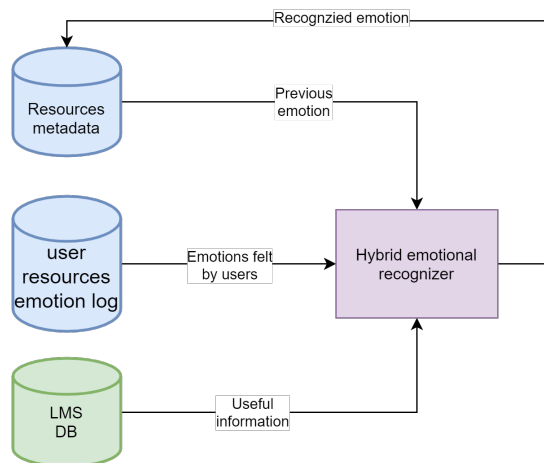 Recognzied emotion
Resources
metadata
Previous
emotion
user
resources
emotion log
Emotions felt
by users
Hybrid emotional
recognizer
LMS
DB
Useful
information